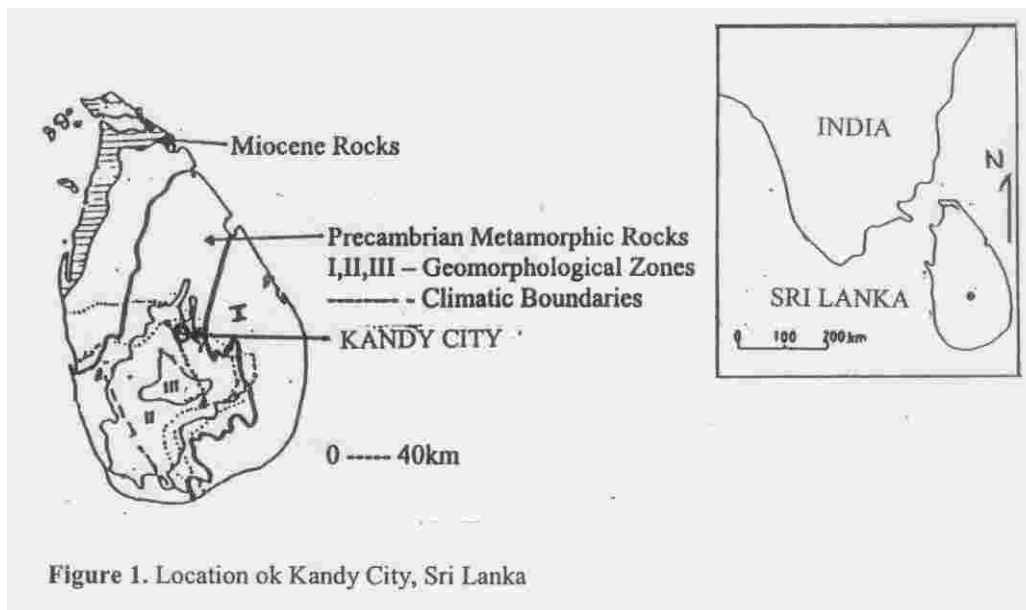 Miocene Rocks
Precambrian Metamorphic Rocks
I,II,III – Geomorphological Zones
-------- - Climatic Boundaries
KANDY CITY
I
III
II
0 ----- 40km
INDIA
N
SRI LANKA
0 100 200km
Figure 1. Location ok Kandy City, Sri Lanka